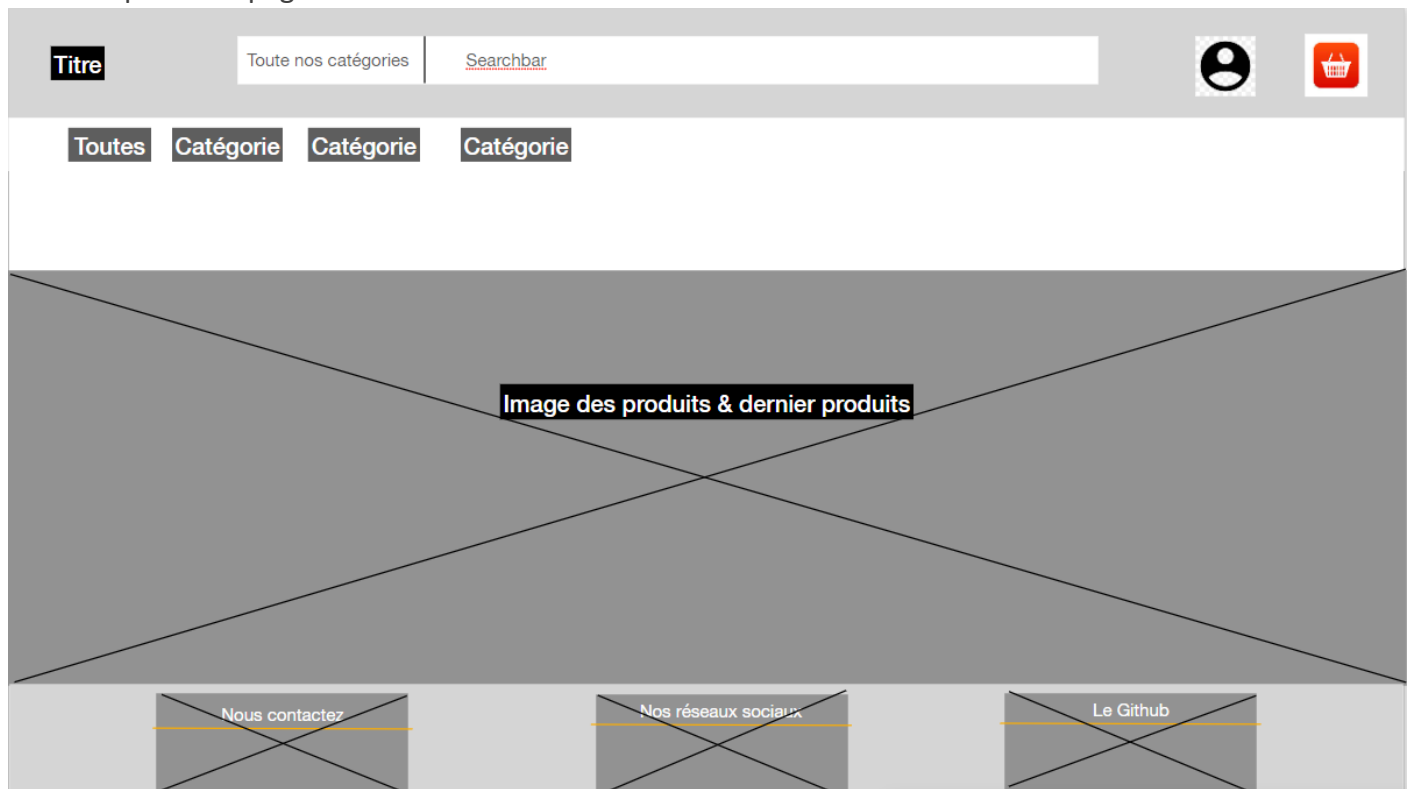 Titre
Toute nos catégories
Searchbar
Toutes
Catégorie
Catégorie
Catégorie
Image des produits & dernier produits
Nous contactez
Nos réseaux sociaux
Le Github